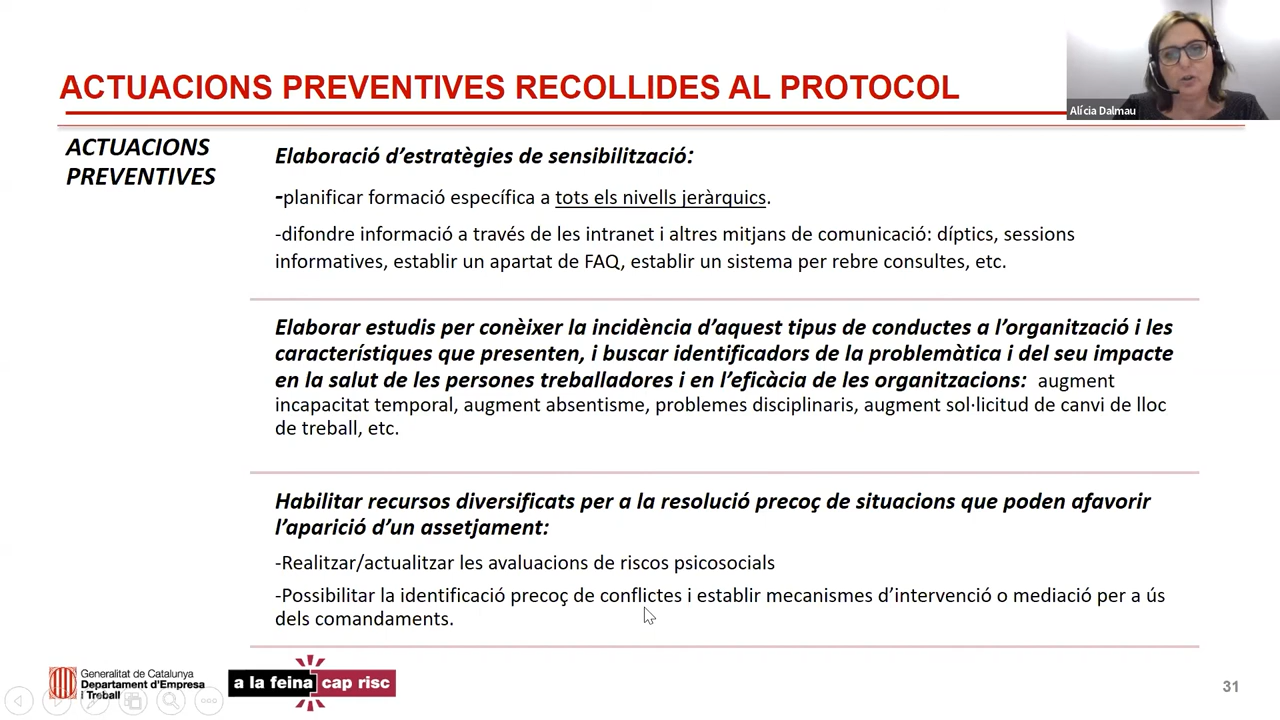 ACTUACIONS PREVENTIVES RECOLLIDES AL PROTOCOL
Alícia Dalmau
ACTUACIONS
PREVENTIVES
Elaboració d’estratègies de sensibilització:
-planificar formació específica a tots els nivells jeràrquics.
-difondre informació a través de les intranet i altres mitjans de comunicació: díptics, sessions
informatives, establir un apartat de FAQ, establir un sistema per rebre consultes, etc.
Elaborar estudis per conèixer la incidència d’aquest tipus de conductes a l’organització i les
característiques que presenten, i buscar identificadors de la problemàtica i del seu impacte
en la salut de les persones treballadores i en l’eficàcia de les organitzacions: augment
incapacitat temporal, augment absentisme, problemes disciplinaris, augment sol·licitud de canvi de lloc
de treball, etc.
Habilitar recursos diversificats per a la resolució precoç de situacions que poden afavorir
l’aparició d’un assetjament:
-Realitzar/actualitzar les avaluacions de riscos psicosocials
-Possibilitar la identificació precoç de conflictes i establir mecanismes d’intervenció o mediació per a ús
dels comandaments.
Generalitat de Catalunya
Departament d’Empresa
i Treball
a la feina cap risc
31